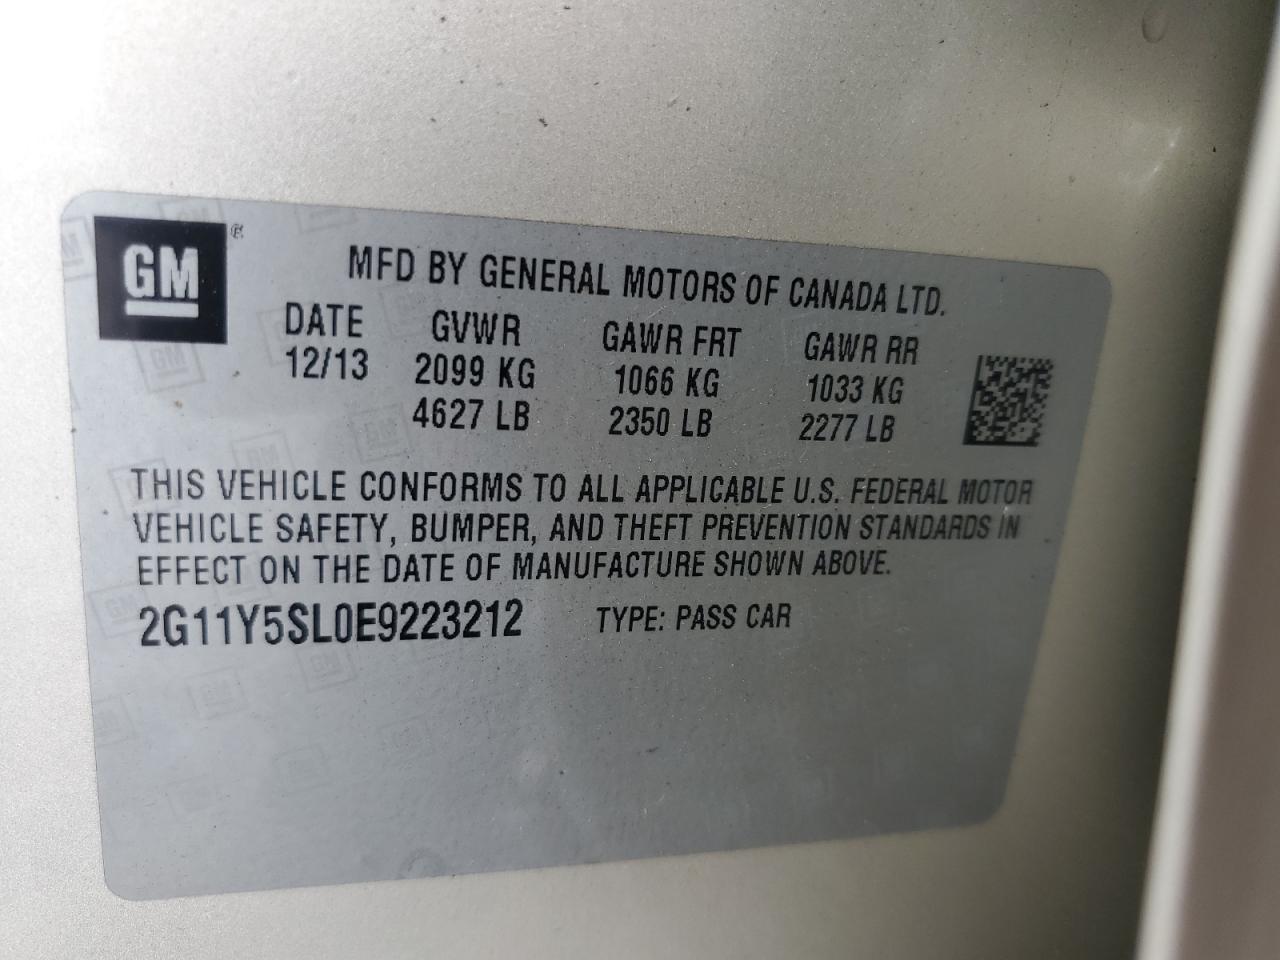 GM®
MFD BY GENERAL MOTORS OF CANADA LTD.
DATE GVWR GAWR FRT GAWR RR
12/13 2099 KG 1066 KG 1033 KG
4627 LB 2350 LB 2277 LB
THIS VEHICLE CONFORMS TO ALL APPLICABLE U.S. FEDERAL MOTOR
VEHICLE SAFETY, BUMPER, AND THEFT PREVENTION STANDARDS IN
EFFECT ON THE DATE OF MANUFACTURE SHOWN ABOVE.
2G11Y5SL0E9223212 TYPE: PASS CAR